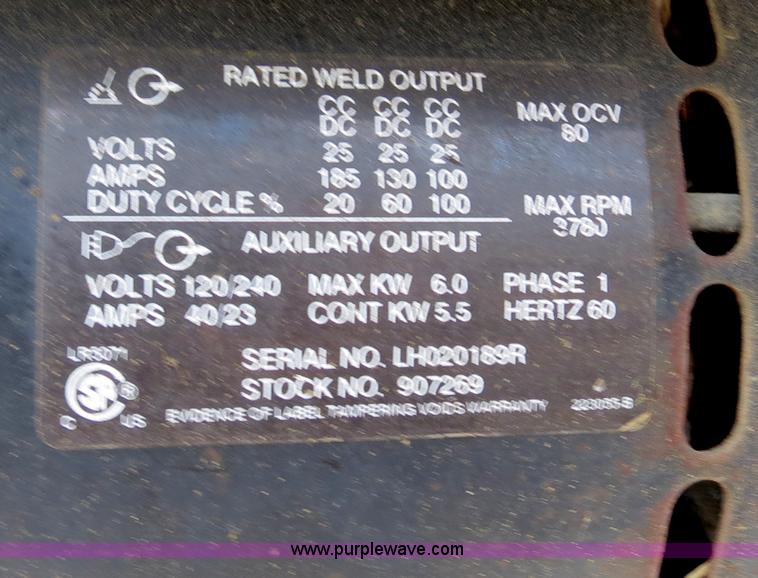 RATED WELD OUTPUT
CC CC CC
DC DC DC
MAX OCV
80
VOLTS 25 25 25
AMPS 185 130 100
DUTY CYCLE % 20 60 100
MAX RPM
3780
AUXILIARY OUTPUT
VOLTS 120/240 MAX KW 6.0 PHASE 1
AMPS 40/23 CONT KW 5.5 HERTZ 60
SERIAL NO. LH020189R
STOCK NO. 907269
C US
EVIDENCE OF LABEL TAMPERING VOIDS WARRANTY
www.purplewave.com